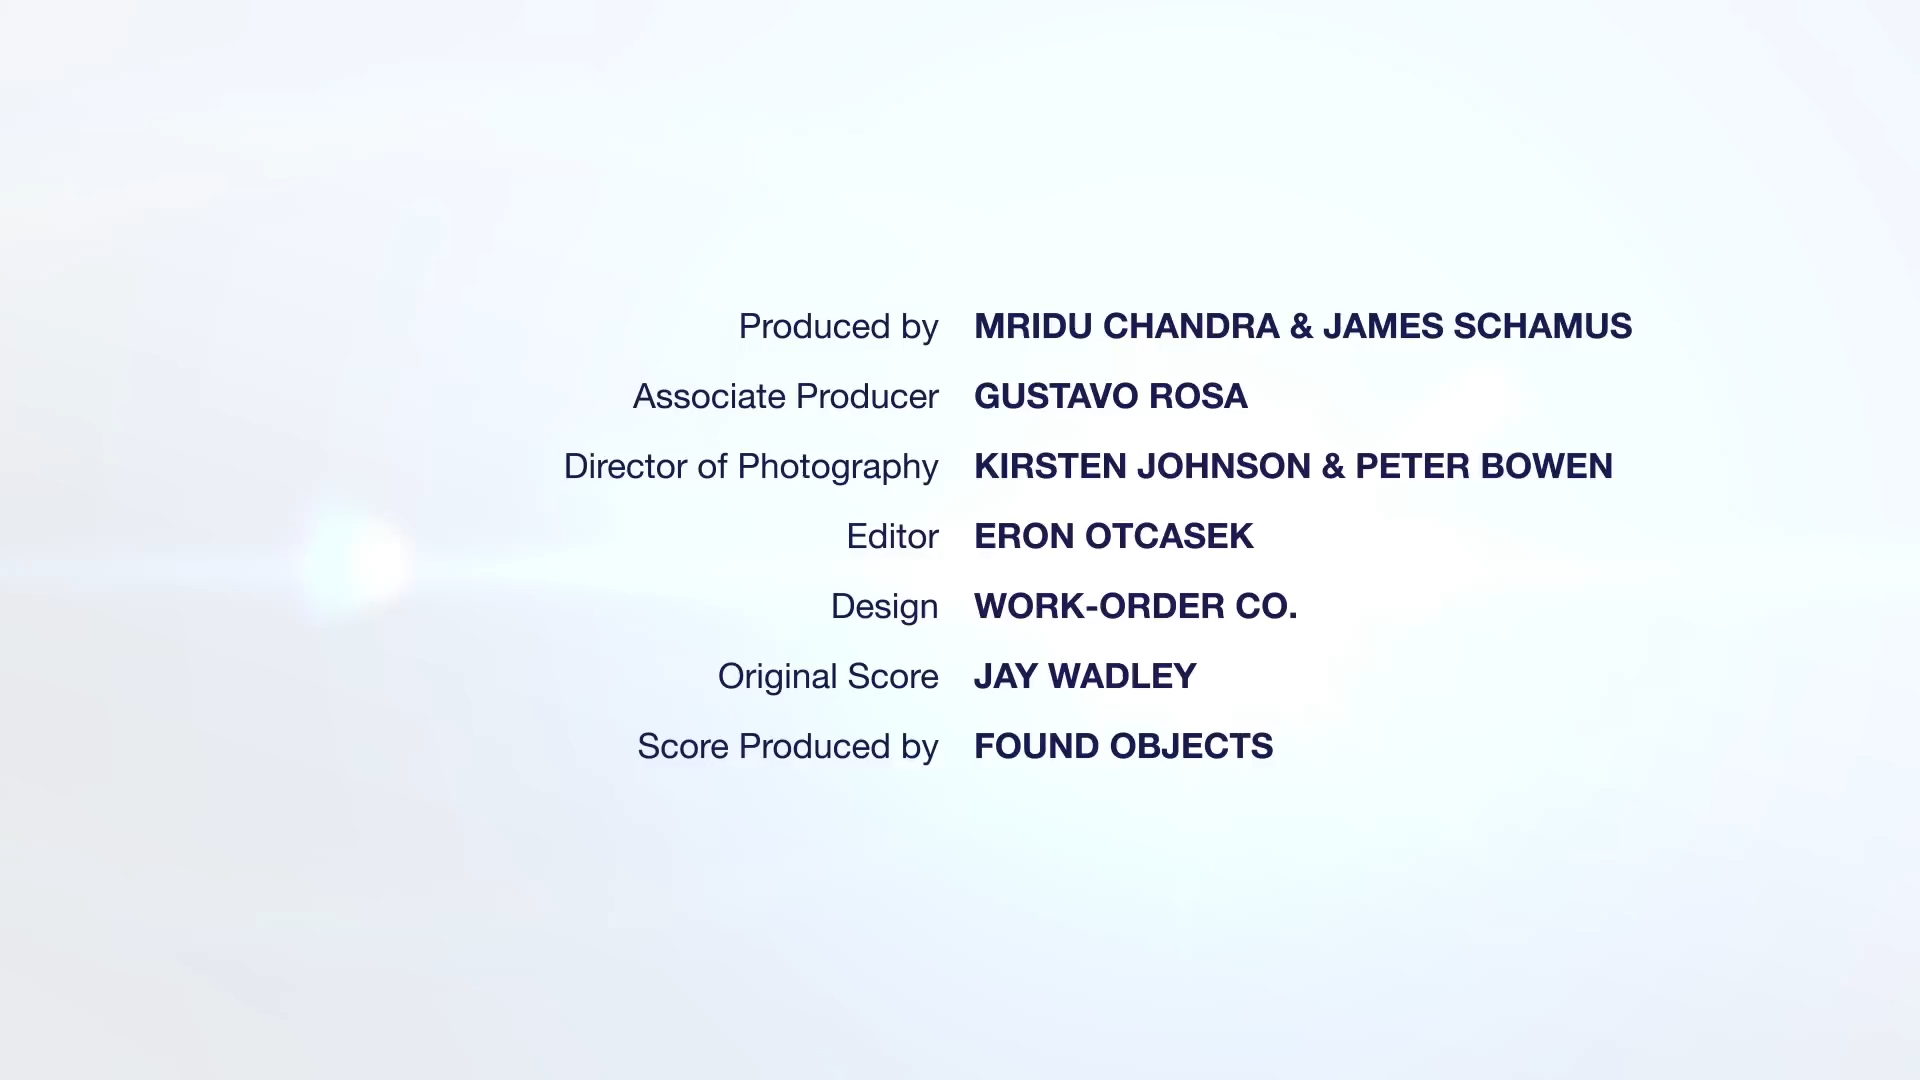 Produced by MRIDU CHANDRA & JAMES SCHAMUS
Associate Producer GUSTAVO ROSA
Director of Photography KIRSTEN JOHNSON & PETER BOWEN
Editor ERON OTCASEK
Design WORK-ORDER CO.
Original Score JAY WADLEY
Score Produced by FOUND OBJECTS